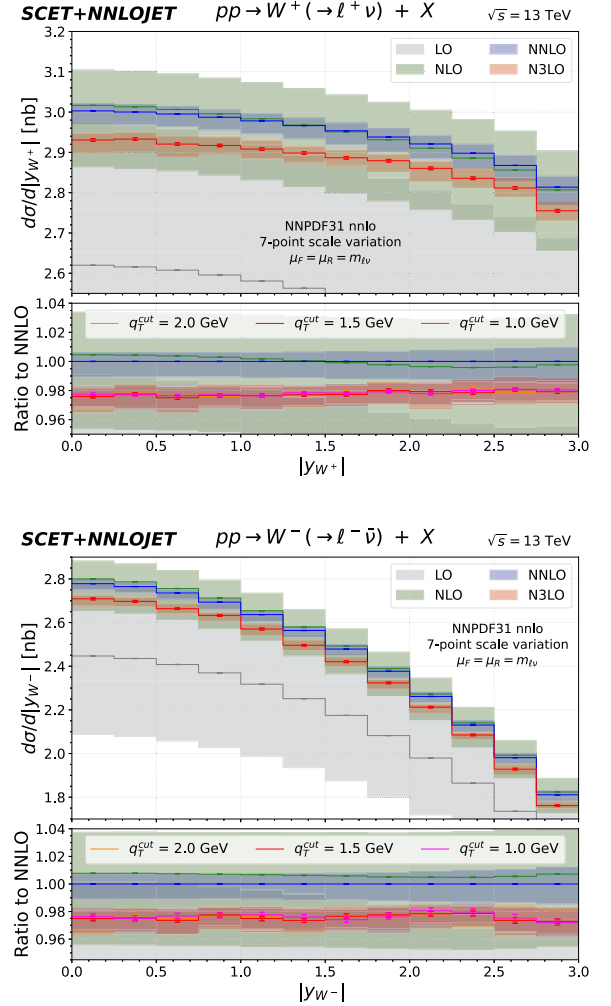 SCET+NNLOJET pp → W⁺(→ ℓ⁺ν) + X √s = 13 TeV
3.2
3.1
3.0
2.9
2.8
2.7
2.6
dσ/d|y_W⁺| [nb]
LO NNLO
NLO N3LO
NNPDF31 nnlo
7-point scale variation
μ_F = μ_R = m_ℓν
1.04
1.02
1.00
0.98
0.96
Ratio to NNLO
q_T^cut = 2.0 GeV q_T^cut = 1.5 GeV q_T^cut = 1.0 GeV
0.0 0.5 1.0 1.5 2.0 2.5 3.0
|y_W⁺|
SCET+NNLOJET pp → W⁻(→ ℓ⁻ν̄) + X √s = 13 TeV
2.8
2.6
2.4
2.2
2.0
1.8
dσ/d|y_W⁻| [nb]
LO NNLO
NLO N3LO
NNPDF31 nnlo
7-point scale variation
μ_F = μ_R = m_ℓν
1.04
1.02
1.00
0.98
0.96
Ratio to NNLO
q_T^cut = 2.0 GeV q_T^cut = 1.5 GeV q_T^cut = 1.0 GeV
0.0 0.5 1.0 1.5 2.0 2.5 3.0
|y_W⁻|